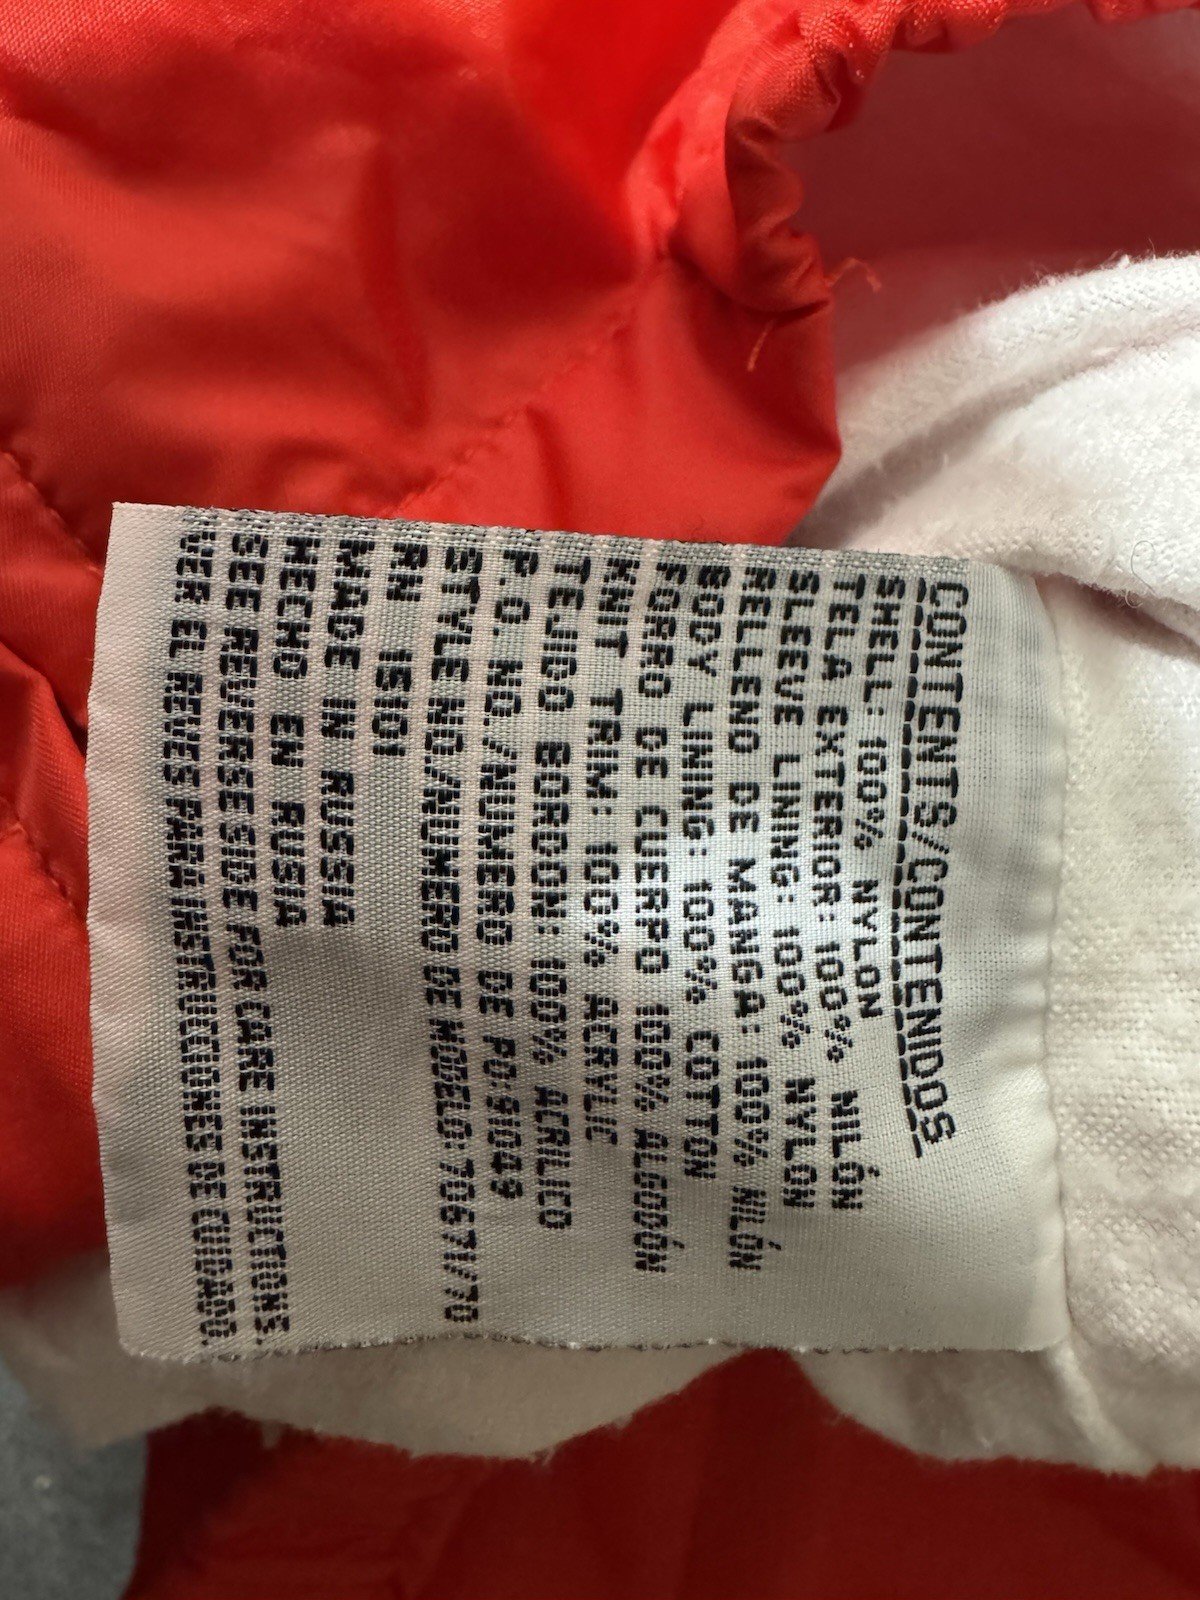 CONTENTS/CONTENIDOS
SHELL: 100% NYLON
TELA EXTERIOR: 100% NILÓN
SLEEVE LINING: 100% NYLON
RELLENO DE MANGA: 100% NILÓN
BODY LINING: 100% COTTON
FORRO DE CUERPO 100% ALGODÓN
KNIT TRIM: 100% ACRYLIC
TEJIDO BORDON: 100% ACRILICO
P.O. NO./NUMERO DE PO: 91049
STYLE NO./NUMERO DE MODELO: 70671/70
RN 15101
MADE IN RUSSIA
HECHO EN RUSIA
SEE REVERSE SIDE FOR CARE INSTRUCTIONS.
VER EL REVES PARA INSTRUCCIONES DE CUIDADO.